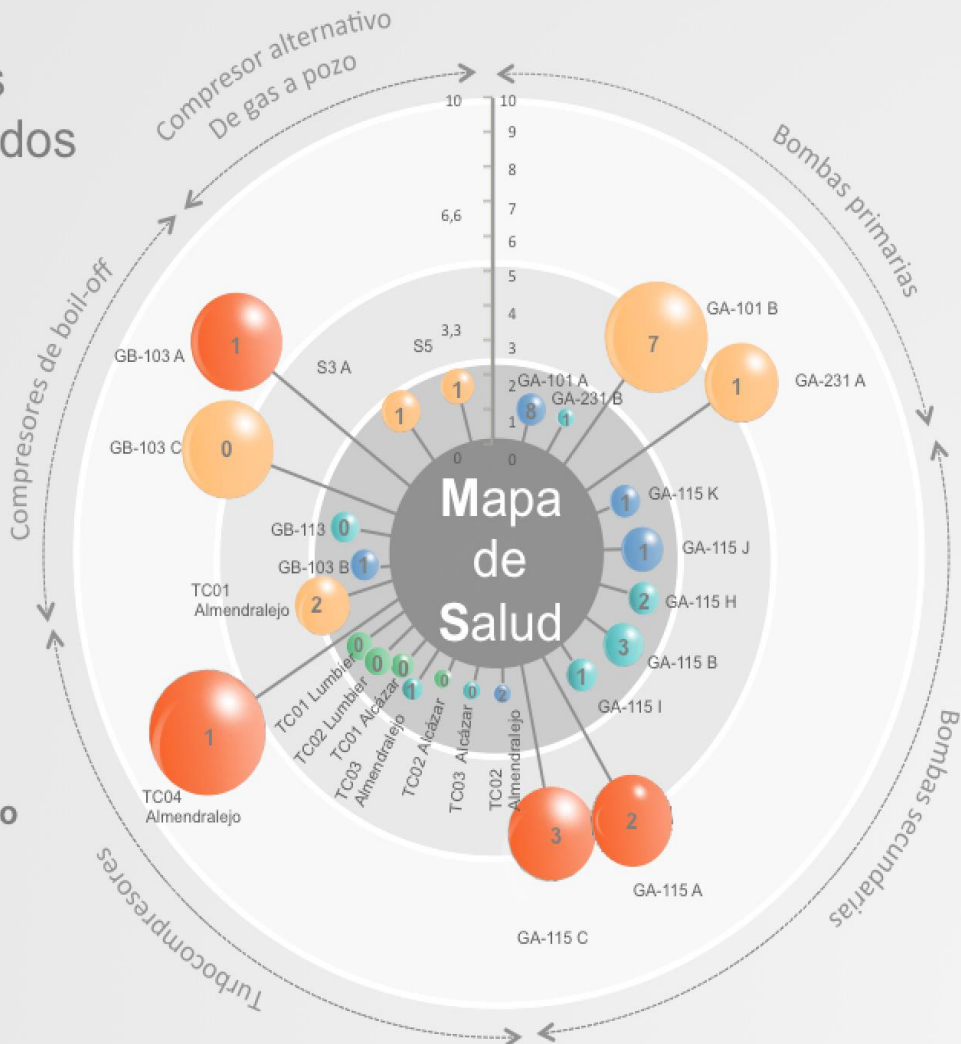 s
dos
o
Compresor alternativo
De gas a pozo
Bombas primarias
Bombas secundarias
Turbocompresores
Compresores de boil-off
10
6,6
3,3
0
10
9
8
7
6
5
4
3
2
1
0
Mapa
de
Salud
8
GA-101 A
1
GA-231 B
7
GA-101 B
1
GA-231 A
1
GA-115 K
1
GA-115 J
2
GA-115 H
3
GA-115 B
1
GA-115 I
2
GA-115 A
3
GA-115 C
2
TC02
Almendralejo
0
TC03 Alcázar
0
TC02 Alcázar
1
TC03
Almendralejo
0
TC01 Alcázar
0
TC02 Lumbier
0
TC01 Lumbier
1
TC04
Almendralejo
2
TC01
Almendralejo
1
GB-103 B
0
GB-113
0
GB-103 C
1
GB-103 A
1
S3 A
1
S5